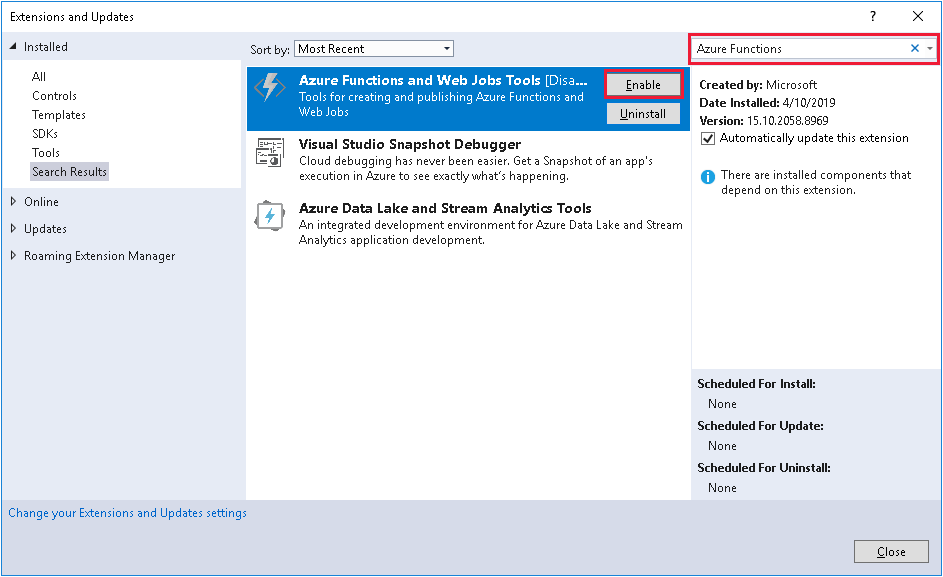 Extensions and Updates
?
Installed
All
Controls
Templates
SDKs
Tools
Search Results
Online
Updates
Roaming Extension Manager
Sort by: Most Recent
Azure Functions and Web Jobs Tools [Disa...
Tools for creating and publishing Azure Functions and
Web Jobs
Enable
Uninstall
Visual Studio Snapshot Debugger
Cloud debugging has never been easier. Get a Snapshot of an app's
execution in Azure to see exactly what's happening.
Azure Data Lake and Stream Analytics Tools
An integrated development environment for Azure Data Lake and Stream
Analytics application development.
Azure Functions
Created by: Microsoft
Date Installed: 4/10/2019
Version: 15.10.2058.8969
Automatically update this extension
There are installed components that
depend on this extension.
Scheduled For Install:
None
Scheduled For Update:
None
Scheduled For Uninstall:
None
Change your Extensions and Updates settings
Close